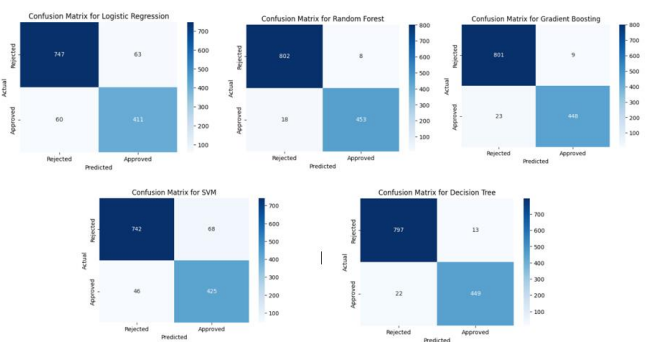 Confusion Matrix for Logistic Regression
Rejected
747
63
Approved
60
411
Actual
Rejected
Approved
Predicted
700
600
500
400
300
200
100
Confusion Matrix for Random Forest
Rejected
802
8
Approved
18
453
Actual
Rejected
Approved
Predicted
800
700
600
500
400
300
200
100
Confusion Matrix for Gradient Boosting
Rejected
801
9
Approved
23
448
Actual
Rejected
Approved
Predicted
800
700
600
500
400
300
200
100
Confusion Matrix for SVM
Rejected
742
68
Approved
46
425
Actual
Rejected
Approved
Predicted
700
600
500
400
300
200
100
Confusion Matrix for Decision Tree
Rejected
797
13
Approved
22
449
Actual
Rejected
Approved
Predicted
700
600
500
400
300
200
100